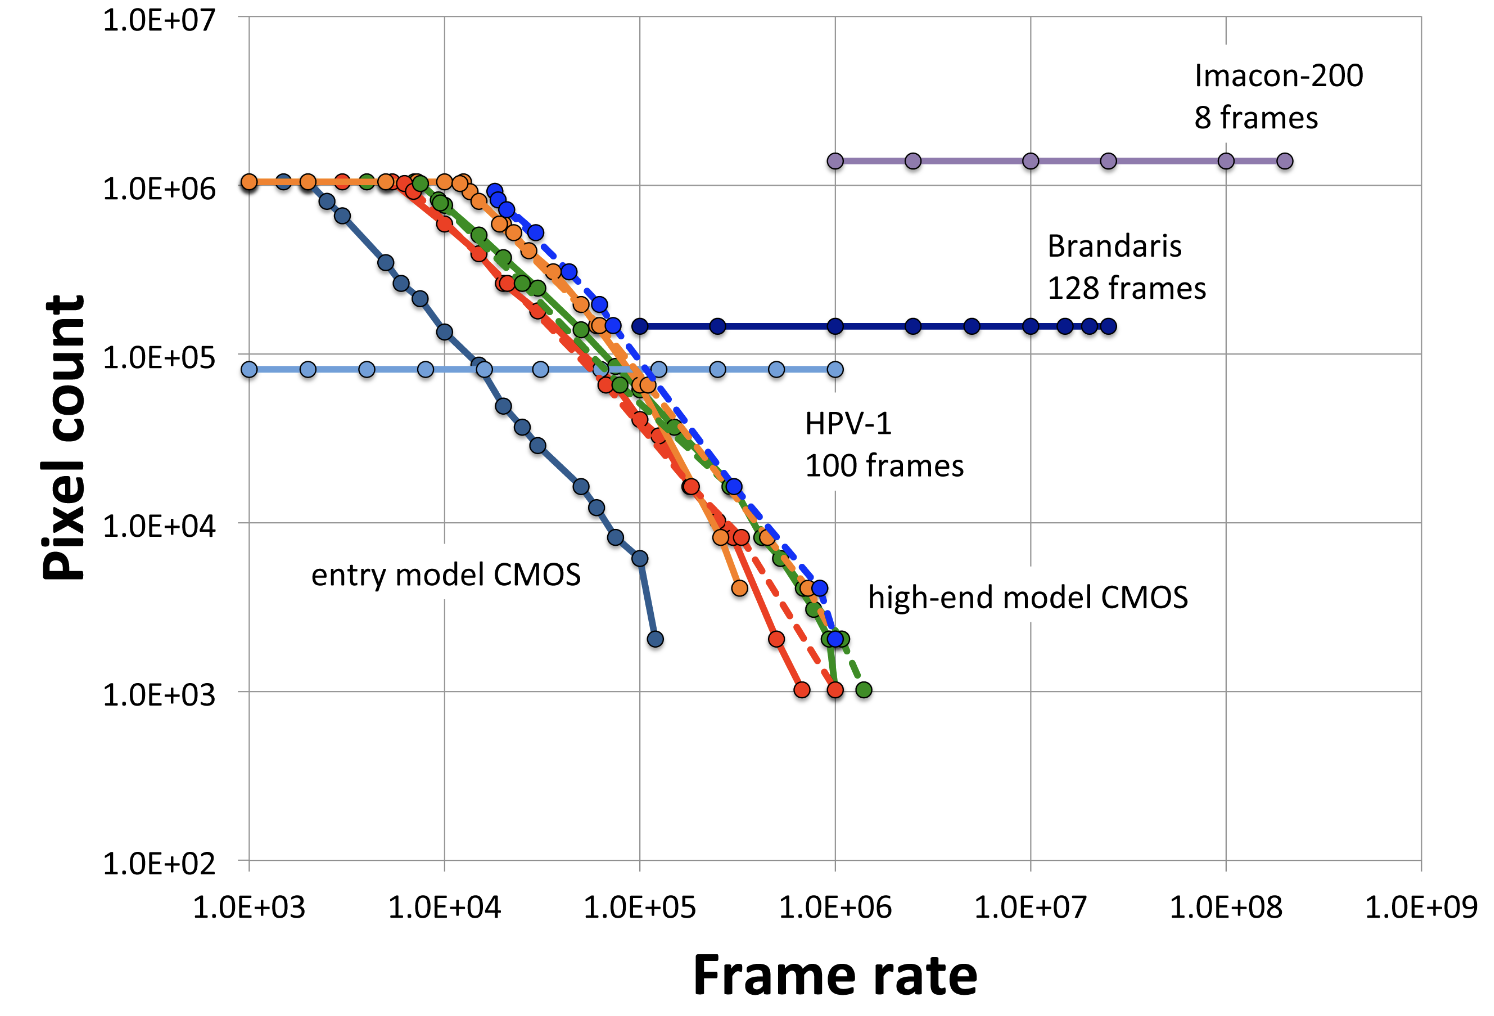 1.0E+07
Imacon-200
8 frames
1.0E+06
Brandaris
128 frames
1.0E+05
HPV-1
100 frames
1.0E+04
entry model CMOS
high-end model CMOS
1.0E+03
1.0E+02
Pixel count
1.0E+03 1.0E+04 1.0E+05 1.0E+06 1.0E+07 1.0E+08 1.0E+09
Frame rate